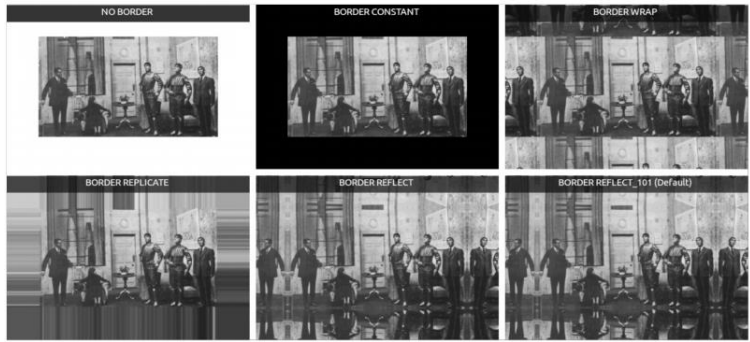 NO BORDER
BORDER CONSTANT
BORDER WRAP
BORDER REPLICATE
BORDER REFLECT
BORDER REFLECT_101 (Default)